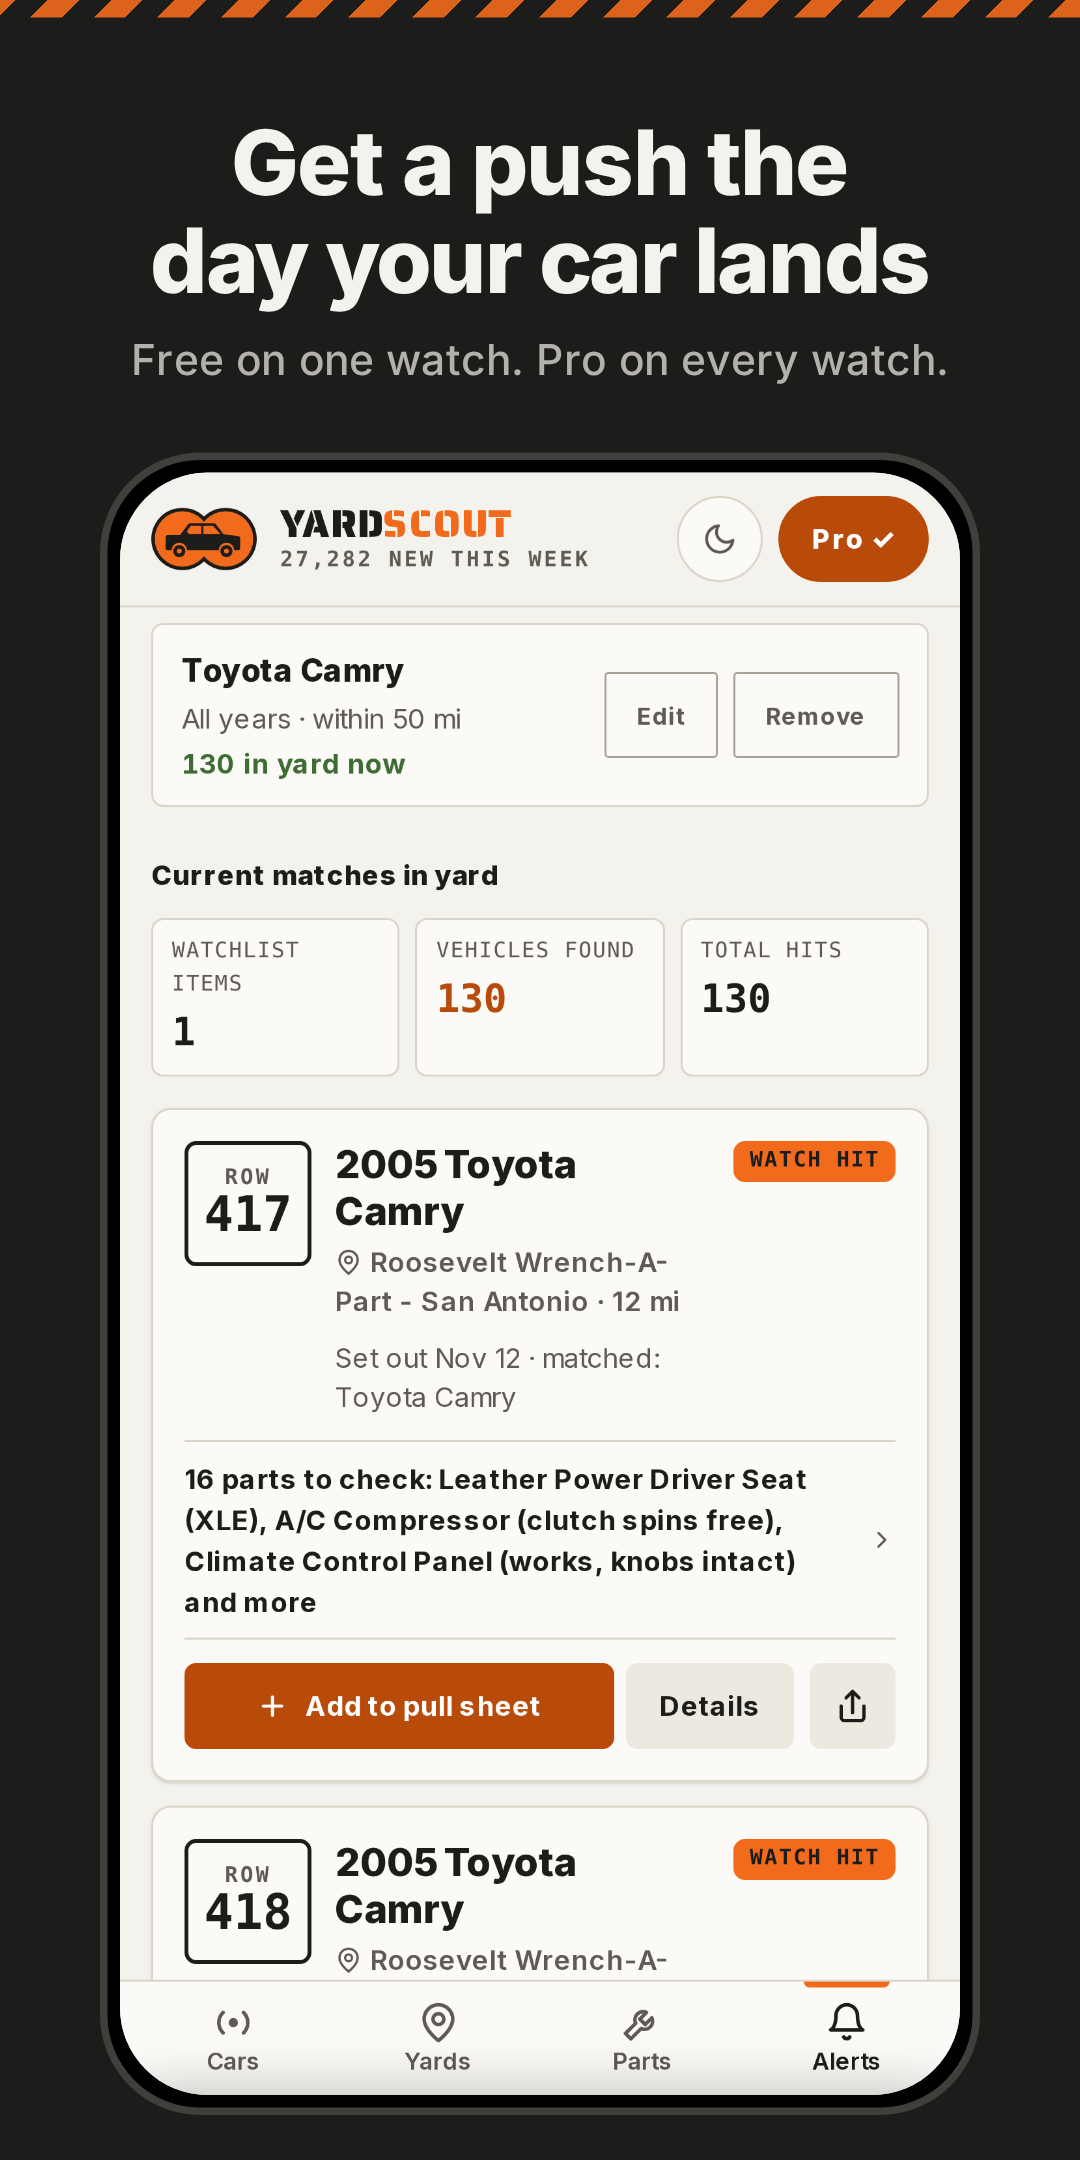 Get a push the
day your car lands
Free on one watch. Pro on every watch.
YARDSCOUT
27,282 NEW THIS WEEK
Pro ✓
Toyota Camry
All years · within 50 mi
130 in yard now
Edit
Remove
Current matches in yard
WATCHLIST
ITEMS
1
VEHICLES FOUND
130
TOTAL HITS
130
ROW
417
2005 Toyota
Camry
WATCH HIT
Roosevelt Wrench-A-
Part - San Antonio · 12 mi
Set out Nov 12 · matched:
Toyota Camry
16 parts to check: Leather Power Driver Seat
(XLE), A/C Compressor (clutch spins free),
Climate Control Panel (works, knobs intact)
and more
+ Add to pull sheet
Details
ROW
418
2005 Toyota
Camry
WATCH HIT
Roosevelt Wrench-A-
Cars
Yards
Parts
Alerts